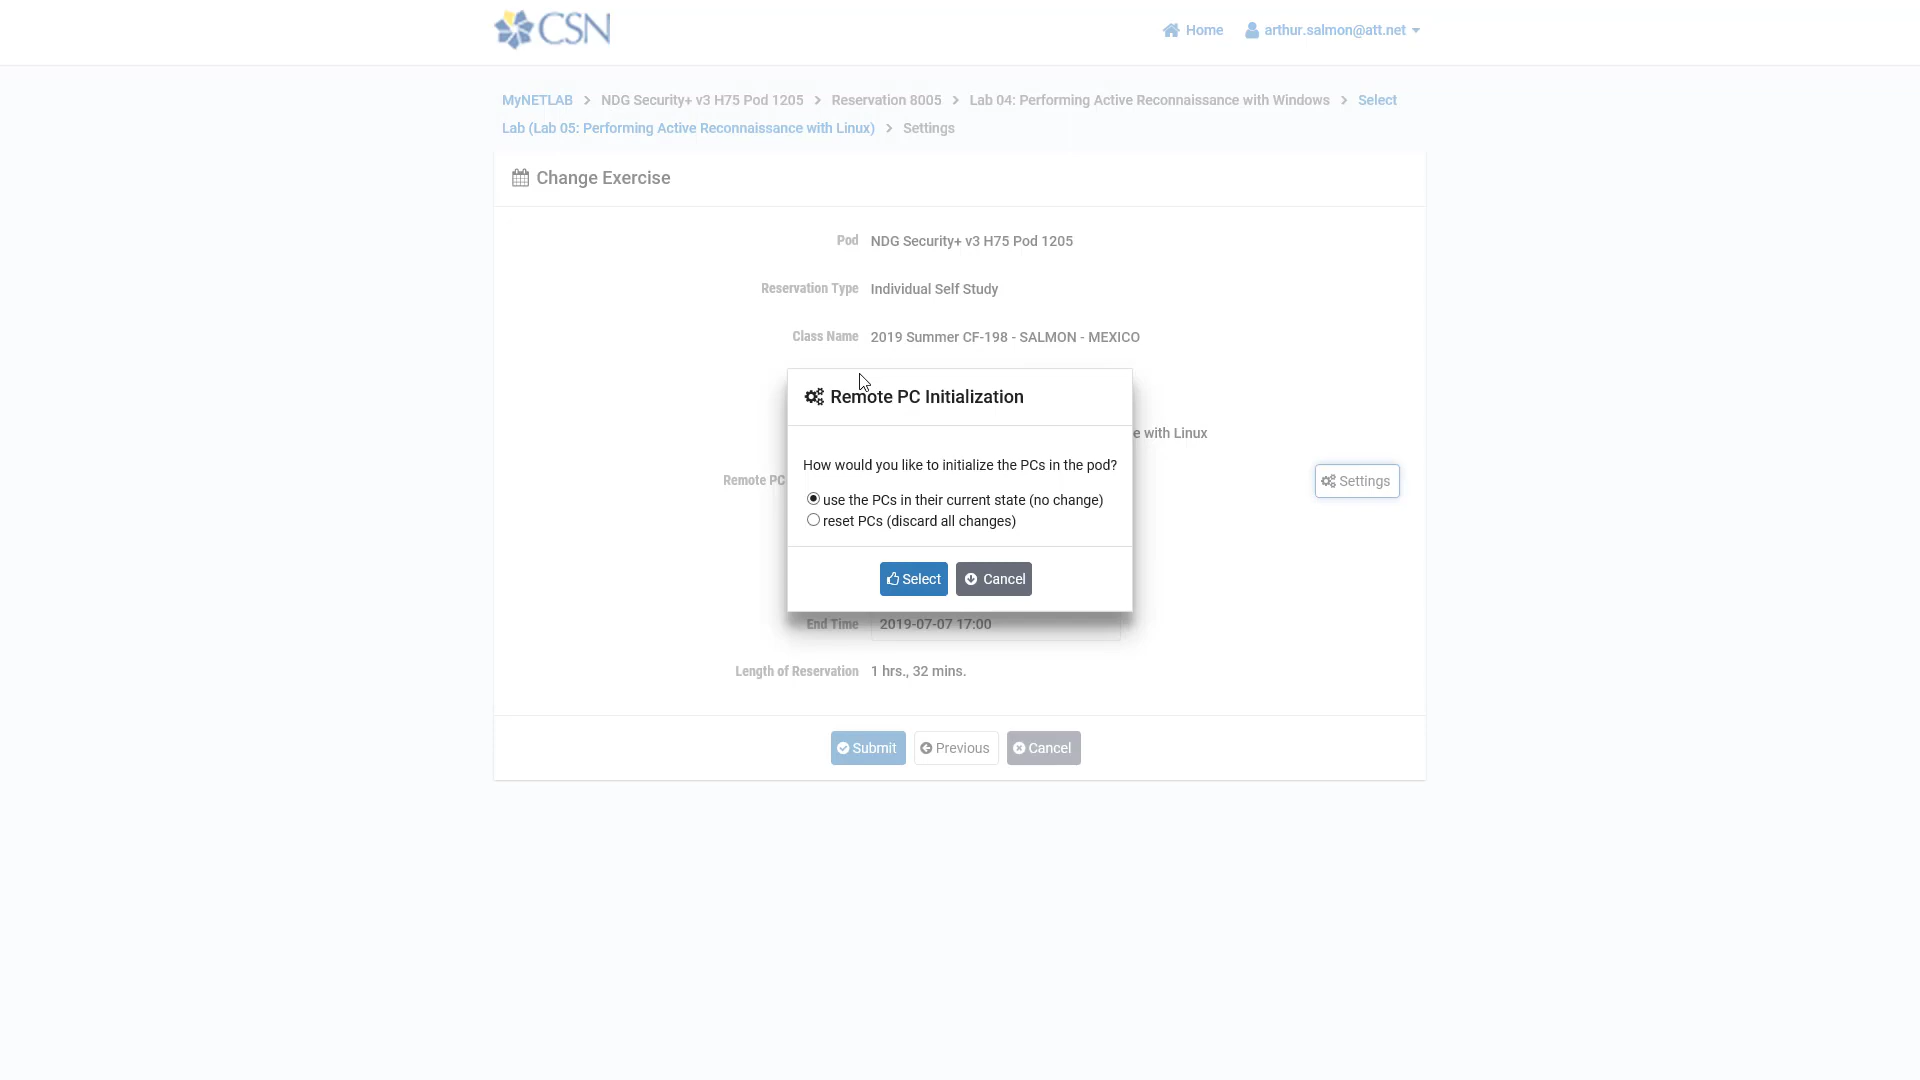 CSN
Home
arthur.salmon@att.net
MyNETLAB > NDG Security+ v3 H75 Pod 1205 > Reservation 8005 > Lab 04: Performing Active Reconnaissance with Windows > Select
Lab (Lab 05: Performing Active Reconnaissance with Linux) > Settings
Change Exercise
Pod NDG Security+ v3 H75 Pod 1205
Reservation Type Individual Self Study
Class Name 2019 Summer CF-198 - SALMON - MEXICO
Remote PC Initialization
e with Linux
How would you like to initialize the PCs in the pod?
Remote PC
Settings
use the PCs in their current state (no change)
reset PCs (discard all changes)
Select Cancel
End Time 2019-07-07 17:00
Length of Reservation 1 hrs., 32 mins.
Submit Previous Cancel